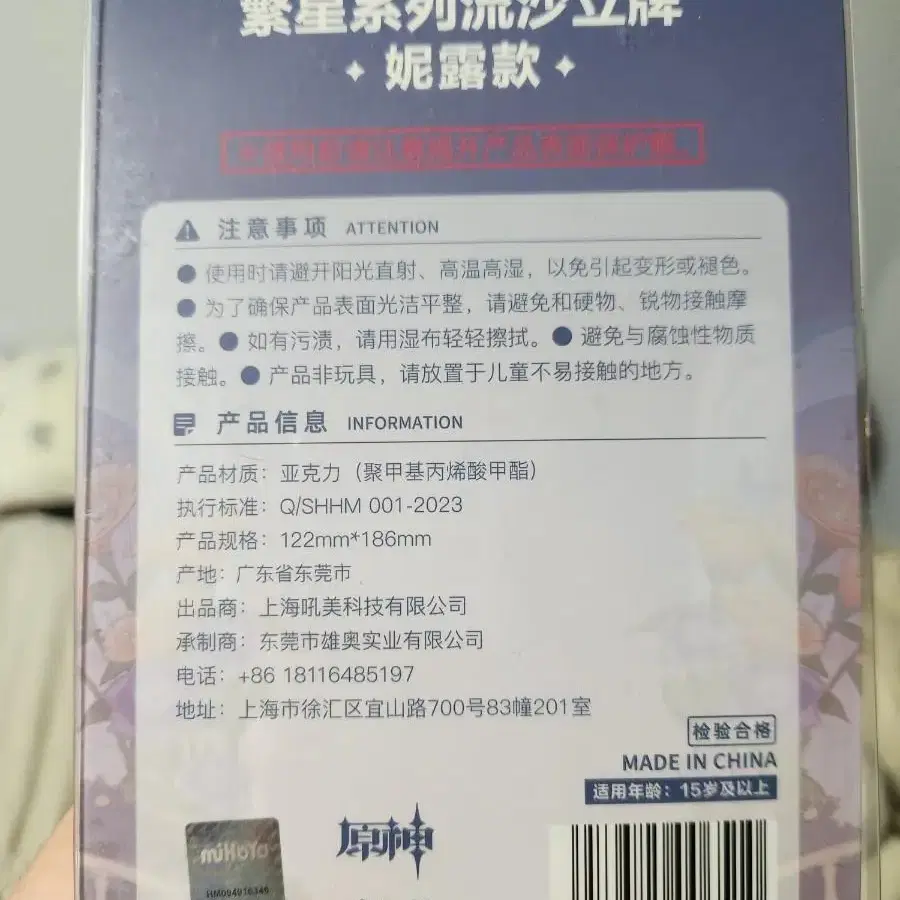 繁星系列流沙立牌
妮露款
注意事项 ATTENTION
● 使用时请避开阳光直射、高温高湿，以免引起变形或褪色。
● 为了确保产品表面光洁平整，请避免和硬物、锐物接触摩
擦。● 如有污渍，请用湿布轻轻擦拭。● 避免与腐蚀性物质
接触。● 产品非玩具，请放置于儿童不易接触的地方。
产品信息 INFORMATION
产品材质：亚克力（聚甲基丙烯酸甲酯）
执行标准：Q/SHHM 001-2023
产品规格：122mm*186mm
产地：广东省东莞市
出品商：上海吼美科技有限公司
承制商：东莞市雄奥实业有限公司
电话：+86 18116485197
地址：上海市徐汇区宜山路700号83幢201室
检验合格
MADE IN CHINA
适用年龄：15岁及以上
原神
miHoYo